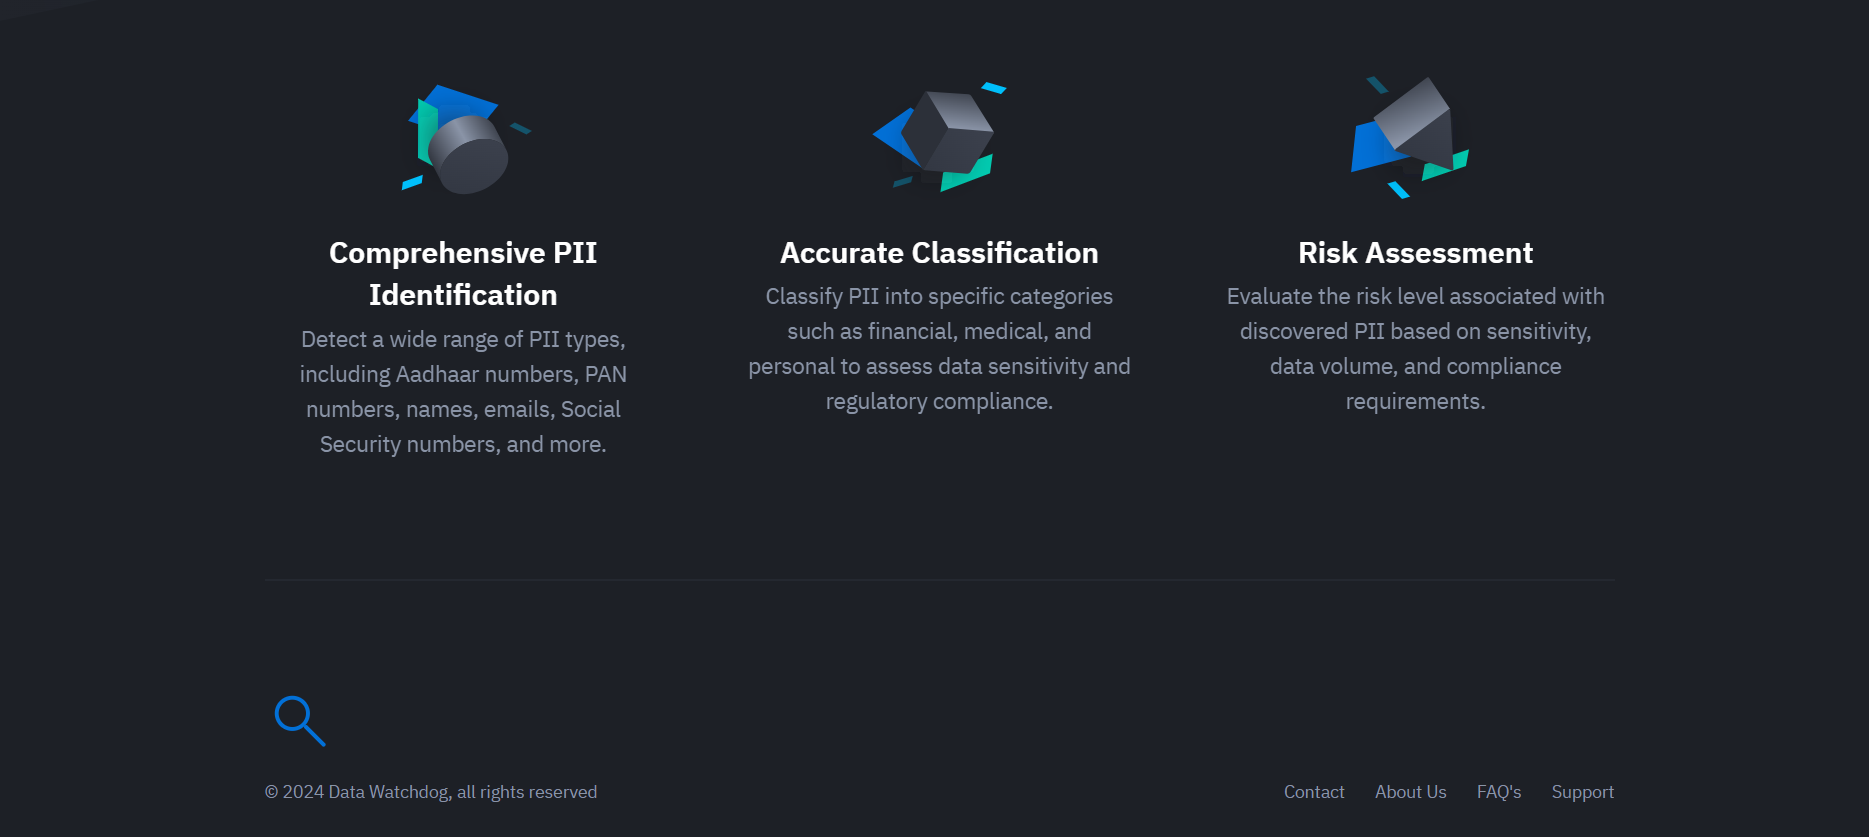 Comprehensive PII
Identification
Detect a wide range of PII types,
including Aadhaar numbers, PAN
numbers, names, emails, Social
Security numbers, and more.
Accurate Classification
Classify PII into specific categories
such as financial, medical, and
personal to assess data sensitivity and
regulatory compliance.
Risk Assessment
Evaluate the risk level associated with
discovered PII based on sensitivity,
data volume, and compliance
requirements.
© 2024 Data Watchdog, all rights reserved
Contact About Us FAQ's Support